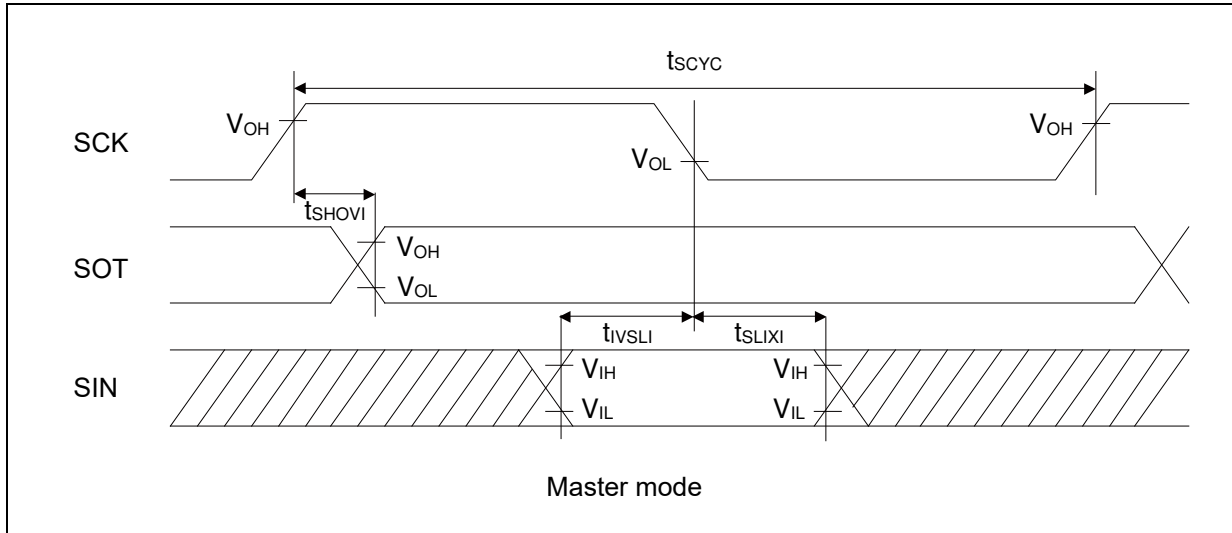 tSCYC
VOH
VOH
SCK
VOL
tSHOVI
VOH
SOT
VOL
tIVSLI
tSLIXI
VIH
VIH
SIN
VIL
VIL
Master mode